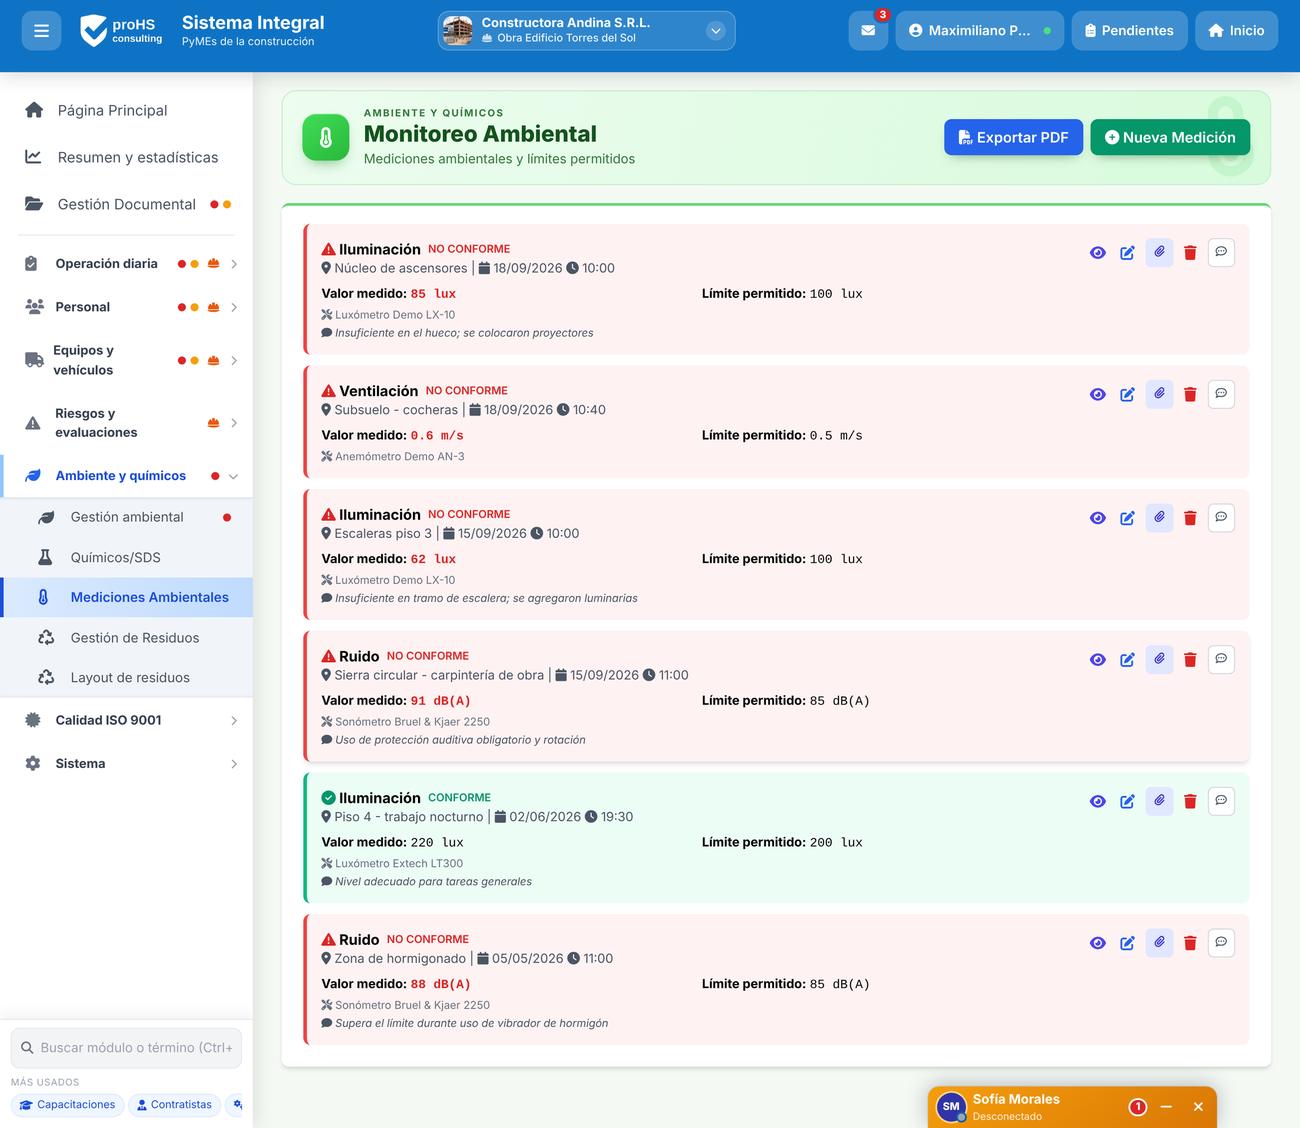 proHS
consulting
Sistema Integral
PyMEs de la construcción
Constructora Andina S.R.L.
Obra Edificio Torres del Sol
3
Maximiliano P...
Pendientes
Inicio
Página Principal
Resumen y estadísticas
Gestión Documental
Operación diaria
Personal
Equipos y
vehículos
Riesgos y
evaluaciones
Ambiente y químicos
Gestión ambiental
Químicos/SDS
Mediciones Ambientales
Gestión de Residuos
Layout de residuos
Calidad ISO 9001
Sistema
Buscar módulo o término (Ctrl+
MÁS USADOS
Capacitaciones
Contratistas
AMBIENTE Y QUÍMICOS
Monitoreo Ambiental
Mediciones ambientales y límites permitidos
Exportar PDF
Nueva Medición
Iluminación NO CONFORME
Núcleo de ascensores | 18/09/2026 10:00
Valor medido: 85 lux Límite permitido: 100 lux
Luxómetro Demo LX-10
Insuficiente en el hueco; se colocaron proyectores
Ventilación NO CONFORME
Subsuelo - cocheras | 18/09/2026 10:40
Valor medido: 0.6 m/s Límite permitido: 0.5 m/s
Anemómetro Demo AN-3
Iluminación NO CONFORME
Escaleras piso 3 | 15/09/2026 10:00
Valor medido: 62 lux Límite permitido: 100 lux
Luxómetro Demo LX-10
Insuficiente en tramo de escalera; se agregaron luminarias
Ruido NO CONFORME
Sierra circular - carpintería de obra | 15/09/2026 11:00
Valor medido: 91 dB(A) Límite permitido: 85 dB(A)
Sonómetro Bruel & Kjaer 2250
Uso de protección auditiva obligatorio y rotación
Iluminación CONFORME
Piso 4 - trabajo nocturno | 02/06/2026 19:30
Valor medido: 220 lux Límite permitido: 200 lux
Luxómetro Extech LT300
Nivel adecuado para tareas generales
Ruido NO CONFORME
Zona de hormigonado | 05/05/2026 11:00
Valor medido: 88 dB(A) Límite permitido: 85 dB(A)
Sonómetro Bruel & Kjaer 2250
Supera el límite durante uso de vibrador de hormigón
SM
Sofía Morales
Desconectado
1